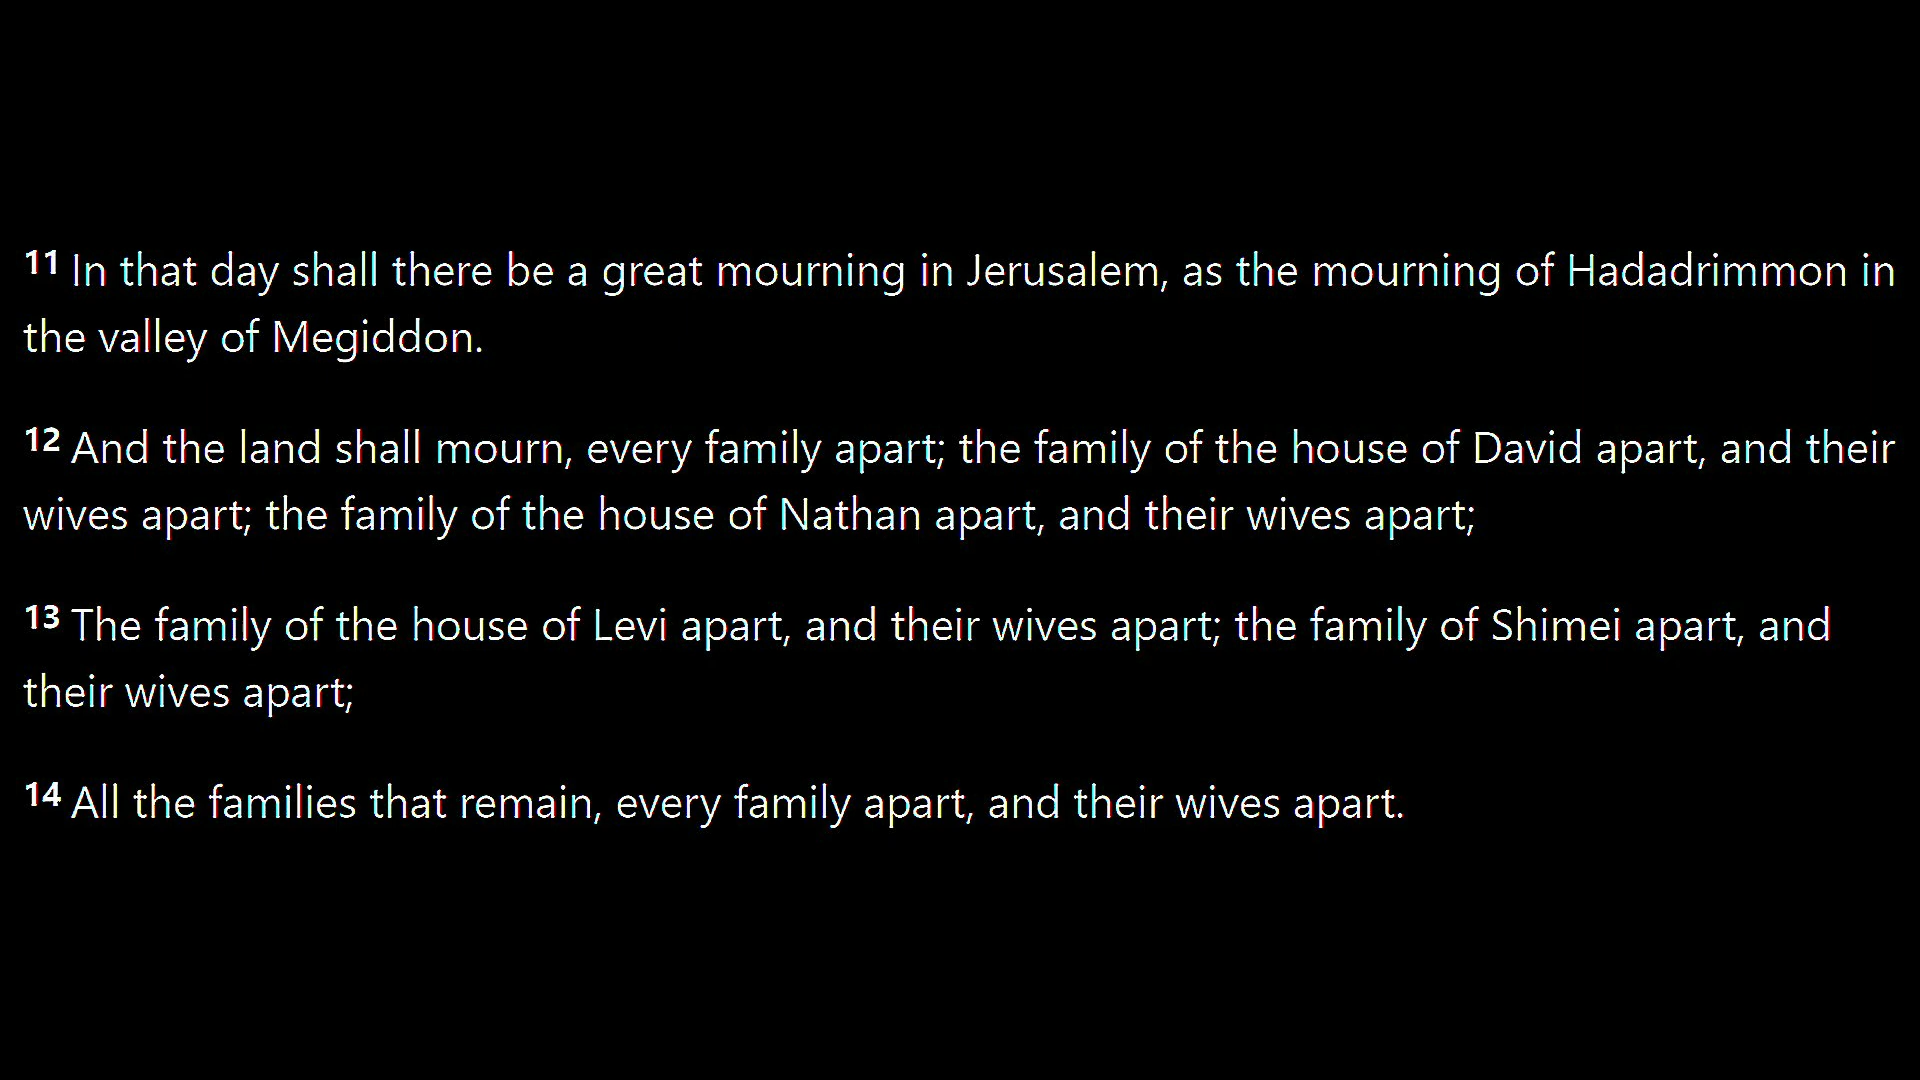 11 In that day shall there be a great mourning in Jerusalem, as the mourning of Hadadrimmon in
the valley of Megiddon.
12 And the land shall mourn, every family apart; the family of the house of David apart, and their
wives apart; the family of the house of Nathan apart, and their wives apart;
13 The family of the house of Levi apart, and their wives apart; the family of Shimei apart, and
their wives apart;
14 All the families that remain, every family apart, and their wives apart.